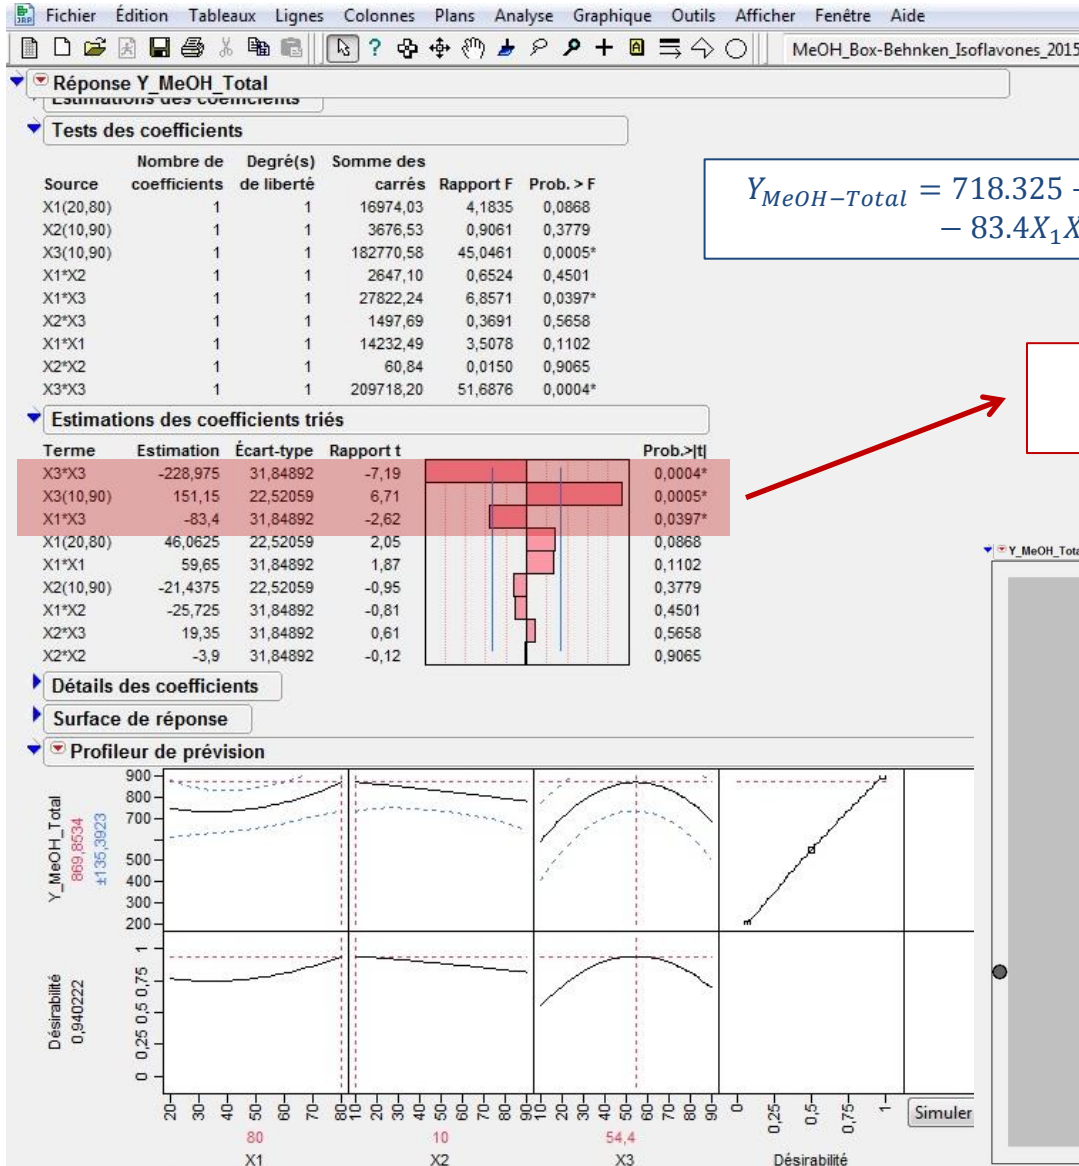 Fichier Édition Tableaux Lignes Colonnes Plans Analyse Graphique Outils Afficher Fenêtre Aide
MeOH_Box-Behnken_Isoflavones_2015
Réponse Y_MeOH_Total
Estimations des coefficients
Tests des coefficients
Nombre de Degré(s) Somme des
Source coefficients de liberté carrés Rapport F Prob. > F
X1(20,80) 1 1 16974,03 4,1835 0,0868
X2(10,90) 1 1 3676,53 0,9061 0,3779
X3(10,90) 1 1 182770,58 45,0461 0,0005*
X1*X2 1 1 2647,10 0,6524 0,4501
X1*X3 1 1 27822,24 6,8571 0,0397*
X2*X3 1 1 1497,69 0,3691 0,5658
X1*X1 1 1 14232,49 3,5078 0,1102
X2*X2 1 1 60,84 0,0150 0,9065
X3*X3 1 1 209718,20 51,6876 0,0004*
Y_MeOH−Total = 718.325
− 83.4X₁X
Estimations des coefficients triés
Terme Estimation Écart-type Rapport t Prob.>|t|
X3*X3 -228,975 31,84892 -7,19 0,0004*
X3(10,90) 151,15 22,52059 6,71 0,0005*
X1*X3 -83,4 31,84892 -2,62 0,0397*
X1(20,80) 46,0625 22,52059 2,05 0,0868
X1*X1 59,65 31,84892 1,87 0,1102
X2(10,90) -21,4375 22,52059 -0,95 0,3779
X1*X2 -25,725 31,84892 -0,81 0,4501
X2*X3 19,35 31,84892 0,61 0,5658
X2*X2 -3,9 31,84892 -0,12 0,9065
Y_MeOH_Tota
Détails des coefficients
Surface de réponse
Profileur de prévision
Y_MeOH_Total
869,8534
±135,3923
900
800
700
500
400
300
200
Désirabilité
0,940222
1
0,75
0,5
0,25
0
20 30 40 50 60 70 80 10 20 30 40 50 60 70 80 90 10 20 30 40 50 60 70 80 90 0 0,25 0,5 0,75 1
Simuler
80 10 54,4
X1 X2 X3 Désirabilité